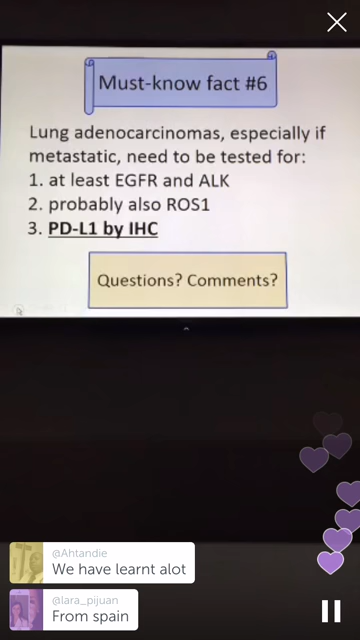 Must-know fact #6
Lung adenocarcinomas, especially if
metastatic, need to be tested for:
1. at least EGFR and ALK
2. probably also ROS1
3. PD-L1 by IHC
Questions? Comments?
@Ahtandie
We have learnt alot
@lara_pijuan
From spain